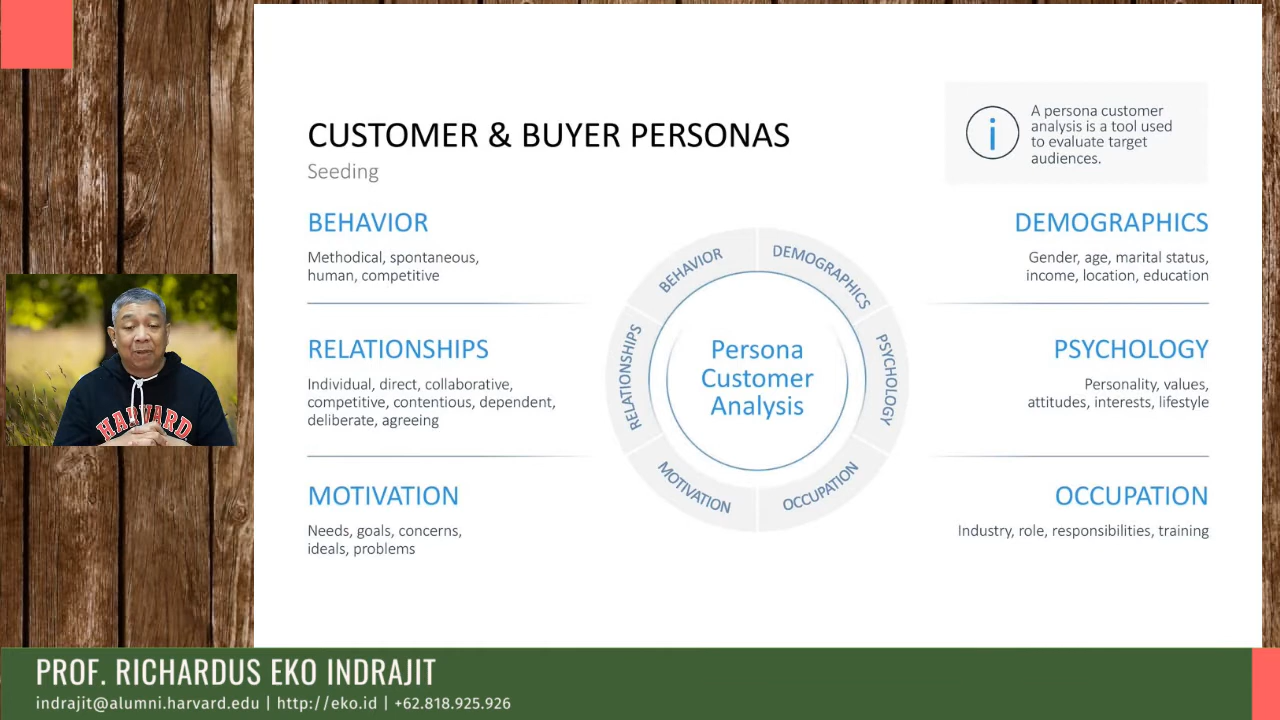 CUSTOMER & BUYER PERSONAS
Seeding
A persona customer
analysis is a tool used
to evaluate target
audiences.
BEHAVIOR
Methodical, spontaneous,
human, competitive
RELATIONSHIPS
Individual, direct, collaborative,
competitive, contentious, dependent,
deliberate, agreeing
MOTIVATION
Needs, goals, concerns,
ideals, problems
BEHAVIOR
DEMOGRAPHICS
PSYCHOLOGY
OCCUPATION
MOTIVATION
RELATIONSHIPS
Persona
Customer
Analysis
DEMOGRAPHICS
Gender, age, marital status,
income, location, education
PSYCHOLOGY
Personality, values,
attitudes, interests, lifestyle
OCCUPATION
Industry, role, responsibilities, training
HARVARD
PROF. RICHARDUS EKO INDRAJIT
indrajit@alumni.harvard.edu | http://eko.id | +62.818.925.926